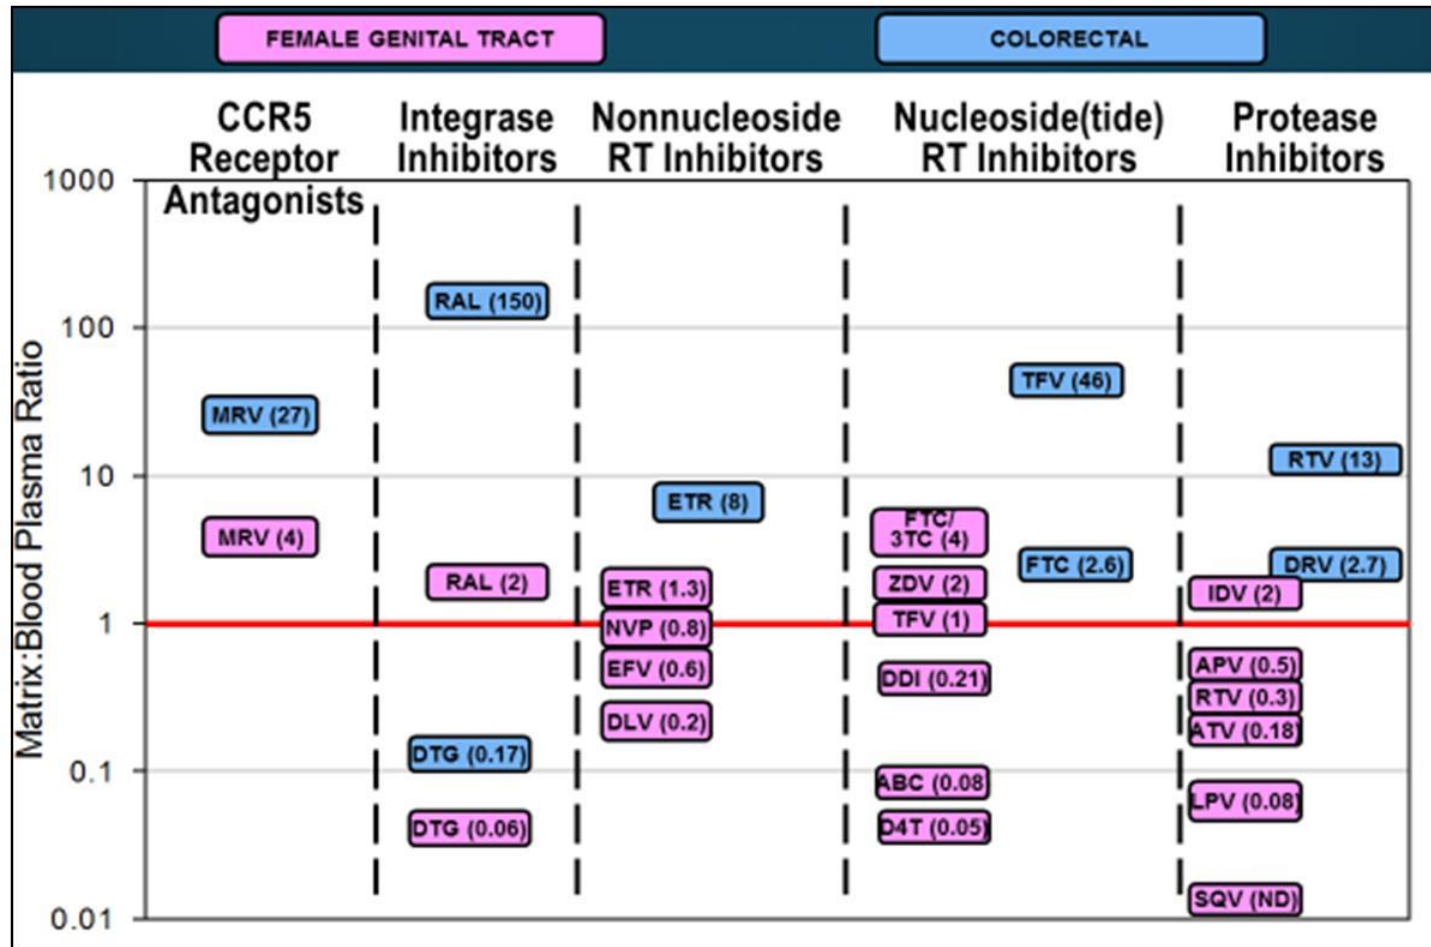 FEMALE GENITAL TRACT
COLORECTAL
CCR5
Receptor
Antagonists
Integrase
Inhibitors
Nonnucleoside
RT Inhibitors
Nucleoside(tide)
RT Inhibitors
Protease
Inhibitors
Matrix:Blood Plasma Ratio
1000
100
10
1
0.1
0.01
MRV (27)
MRV (4)
RAL (150)
RAL (2)
DTG (0.17)
DTG (0.06)
ETR (8)
ETR (1.3)
NVP (0.8)
EFV (0.6)
DLV (0.2)
TFV (46)
FTC/
3TC (4)
FTC (2.6)
ZDV (2)
TFV (1)
DDI (0.21)
ABC (0.08
D4T (0.05)
RTV (13)
DRV (2.7)
IDV (2)
APV (0.5)
RTV (0.3)
ATV (0.18)
LPV (0.08)
SQV (ND)